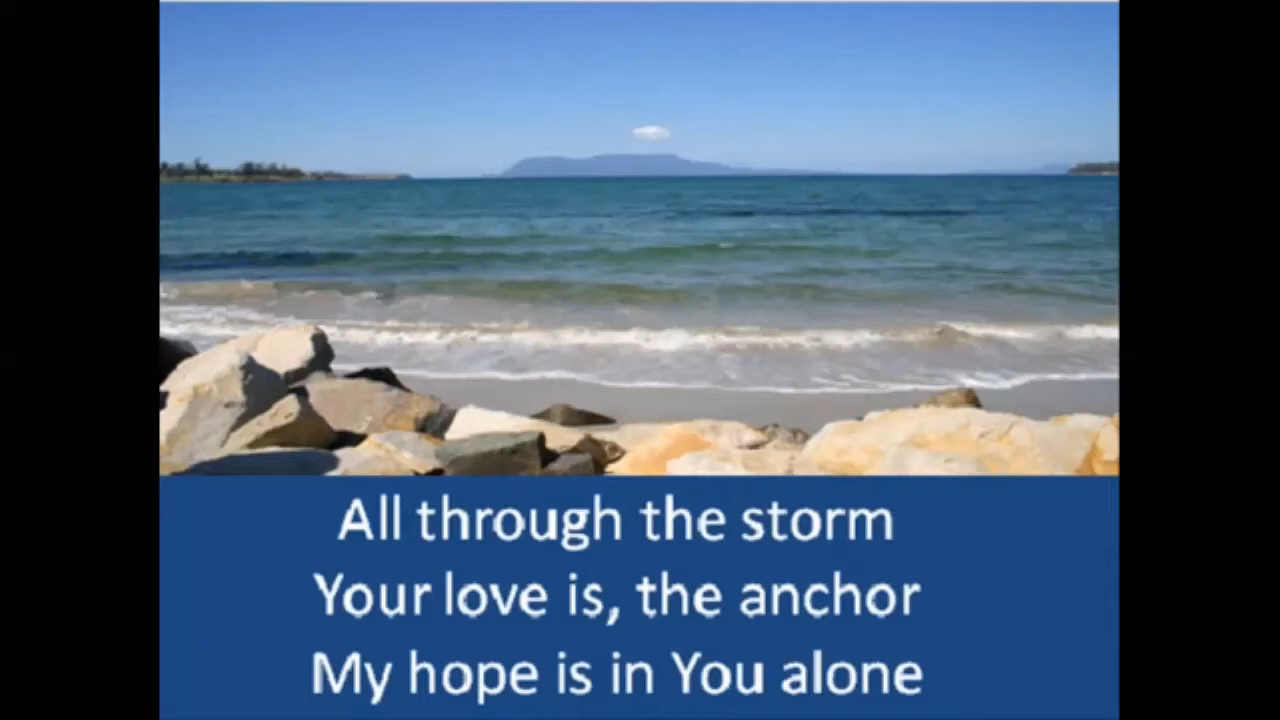 All through the storm
Your love is, the anchor
My hope is in You alone